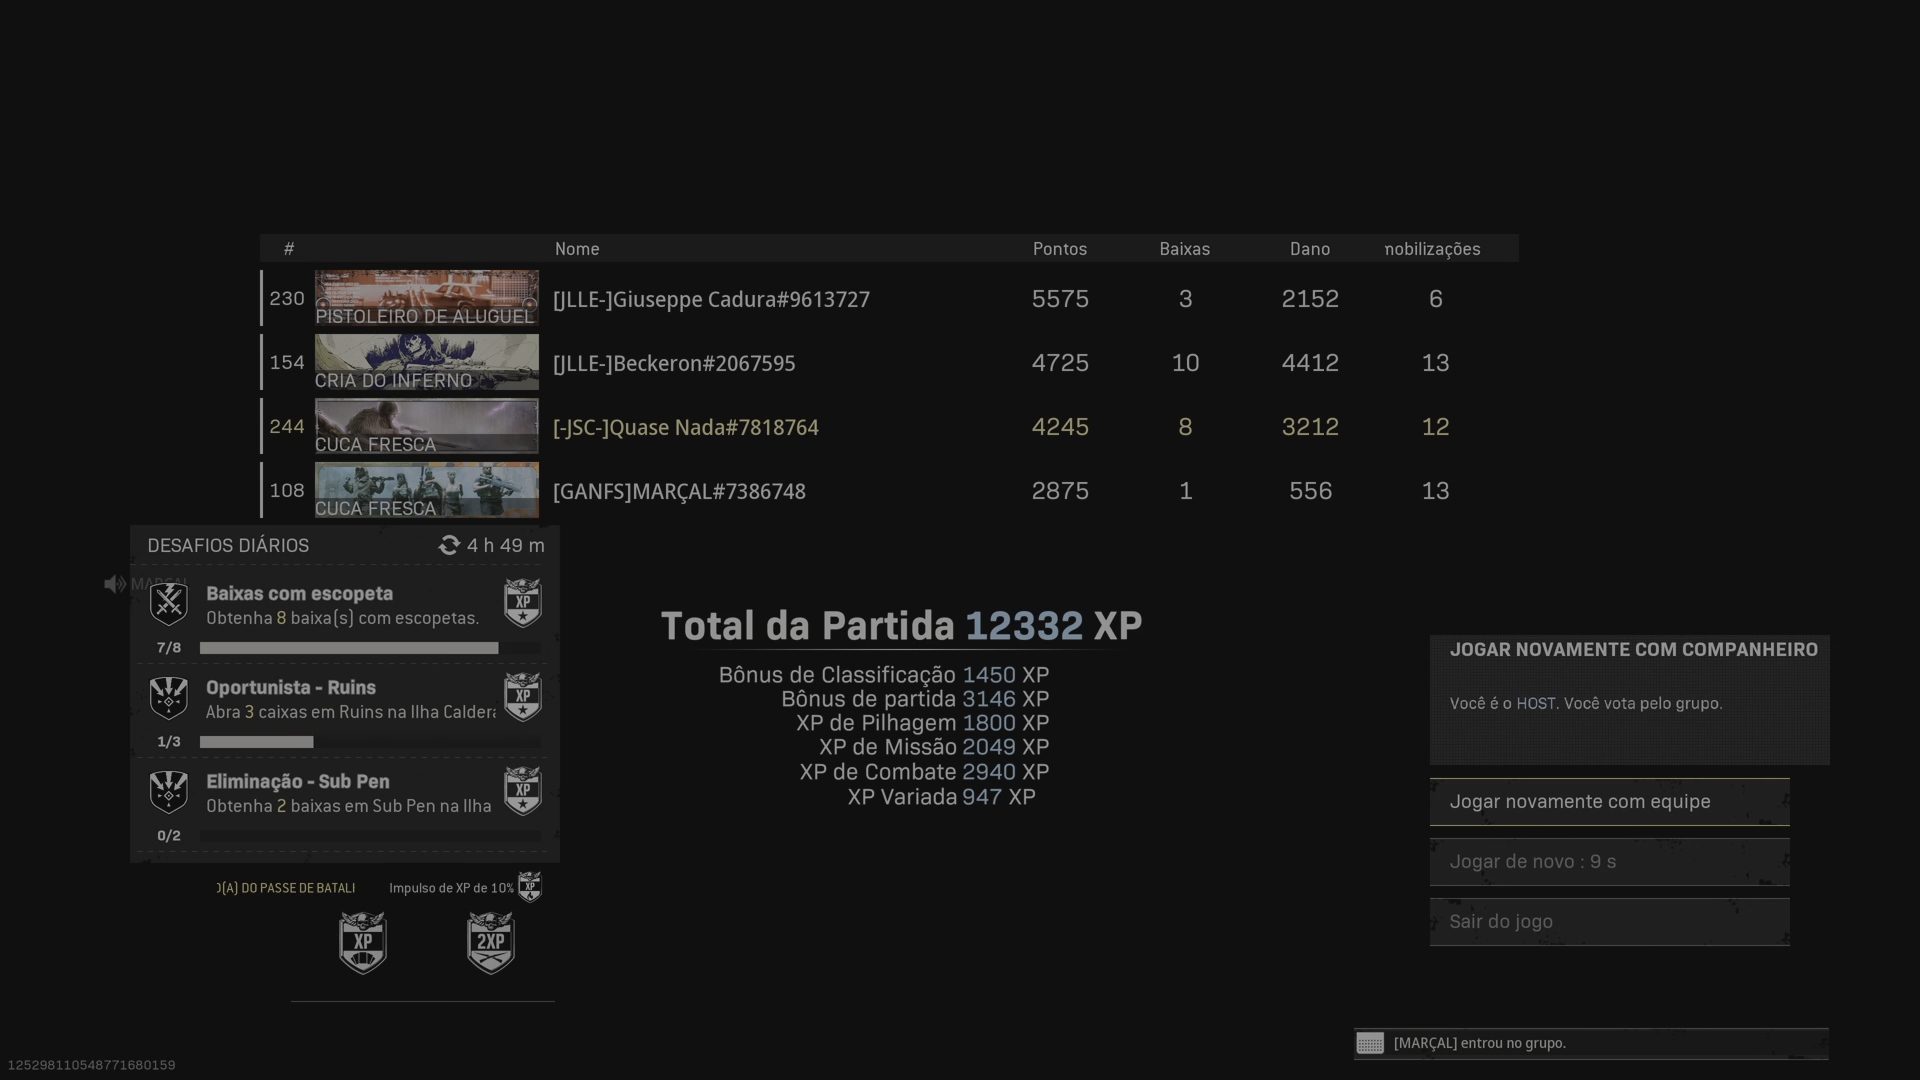 # Nome Pontos Baixas Dano mobilizações
230 PISTOLEIRO DE ALUGUEL [JLLE-]Giuseppe Cadura#9613727 5575 3 2152 6
154 CRIA DO INFERNO [JLLE-]Beckeron#2067595 4725 10 4412 13
244 CUCA FRESCA [-JSC-]Quase Nada#7818764 4245 8 3212 12
108 CUCA FRESCA [GANFS]MARÇAL#7386748 2875 1 556 13
DESAFIOS DIÁRIOS 4 h 49 m
MARÇAL
Baixas com escopeta
XP
Obtenha 8 baixa(s) com escopetas.
7/8
Oportunista - Ruins
XP
Abra 3 caixas em Ruins na Ilha Caldera
1/3
Eliminação - Sub Pen
XP
Obtenha 2 baixas em Sub Pen na Ilha
0/2
O(A) DO PASSE DE BATALI Impulso de XP de 10% XP
XP 2XP
Total da Partida 12332 XP
Bônus de Classificação 1450 XP
Bônus de partida 3146 XP
XP de Pilhagem 1800 XP
XP de Missão 2049 XP
XP de Combate 2940 XP
XP Variada 947 XP
JOGAR NOVAMENTE COM COMPANHEIRO
Você é o HOST. Você vota pelo grupo.
Jogar novamente com equipe
Jogar de novo : 9 s
Sair do jogo
[MARÇAL] entrou no grupo.
125298110548771680159